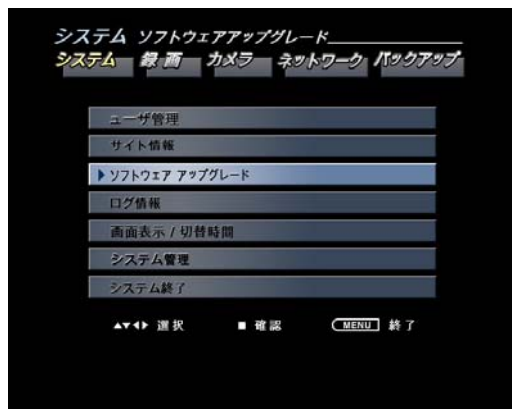 システム ソフトウェアアップグレード
システム 録画 カメラ ネットワーク バックアップ
ユーザ管理
サイト情報
ソフトウェア アップグレード
ログ情報
画面表示 / 切替時間
システム管理
システム終了
▲▼◀▶ 選択 ■ 確認 MENU 終了